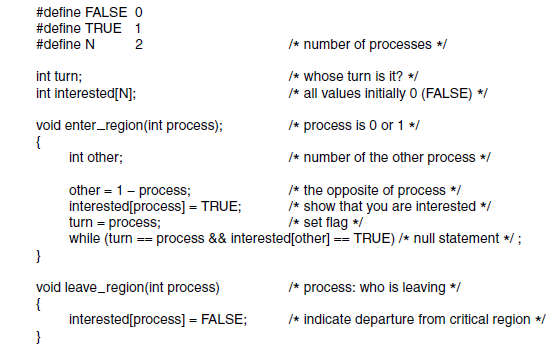 #define FALSE 0
#define TRUE 1
#define N 2 /* number of processes */
int turn; /* whose turn is it? */
int interested[N]; /* all values initially 0 (FALSE) */
void enter_region(int process); /* process is 0 or 1 */
{
int other; /* number of the other process */
other = 1 − process; /* the opposite of process */
interested[process] = TRUE; /* show that you are interested */
turn = process; /* set flag */
while (turn == process && interested[other] == TRUE) /* null statement */ ;
}
void leave_region(int process) /* process: who is leaving */
{
interested[process] = FALSE; /* indicate departure from critical region */
}